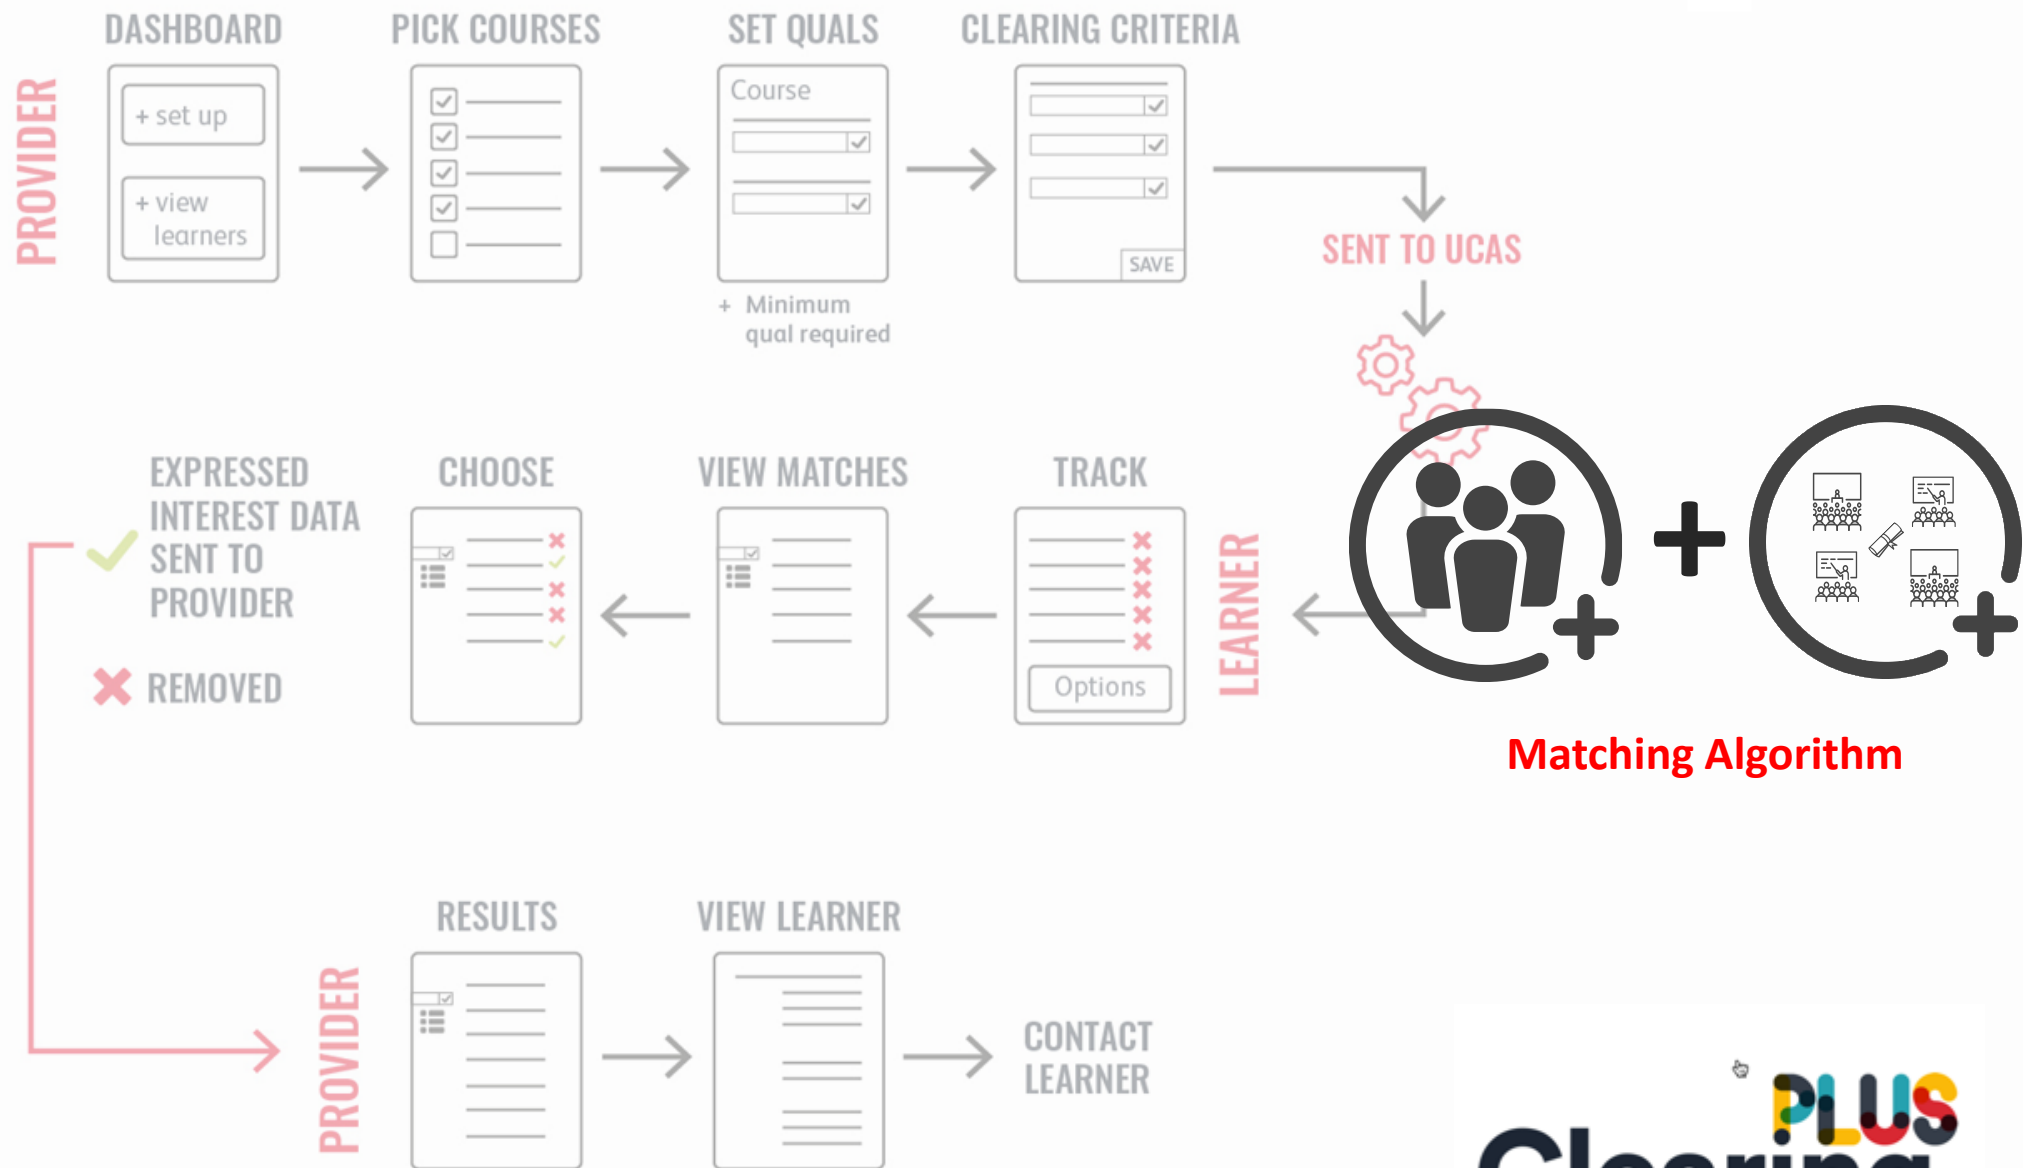 DASHBOARD
PICK COURSES
SET QUALS
CLEARING CRITERIA
PROVIDER
+ set up
+ view
learners
Course
SAVE
+ Minimum
qual required
SENT TO UCAS
EXPRESSED
INTEREST DATA
SENT TO
PROVIDER
REMOVED
CHOOSE
VIEW MATCHES
TRACK
Options
LEARNER
Matching Algorithm
PROVIDER
RESULTS
VIEW LEARNER
CONTACT
LEARNER
PLUS
Clearing